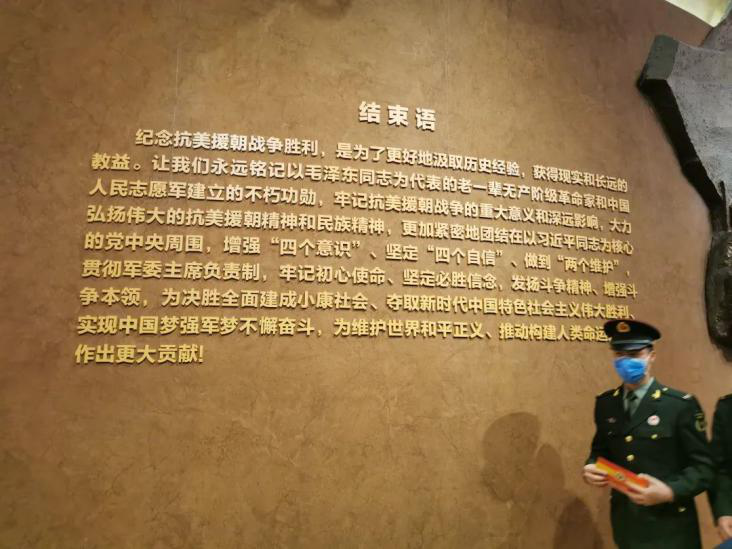 结束语
纪念抗美援朝战争胜利，是为了更好地汲取历史经验，获得现实和长远的
教益。让我们永远铭记以毛泽东同志为代表的老一辈无产阶级革命家和中国
人民志愿军建立的不朽功勋，牢记抗美援朝战争的重大意义和深远影响，大力
弘扬伟大的抗美援朝精神和民族精神，更加紧密地团结在以习近平同志为核心
的党中央周围，增强“四个意识”、坚定“四个自信”、做到“两个维护”，
贯彻军委主席负责制，牢记初心使命、坚定必胜信念，发扬斗争精神、增强斗
争本领，为决胜全面建成小康社会、夺取新时代中国特色社会主义伟大胜利、
实现中国梦强军梦不懈奋斗，为维护世界和平正义、推动构建人类命运
作出更大贡献！